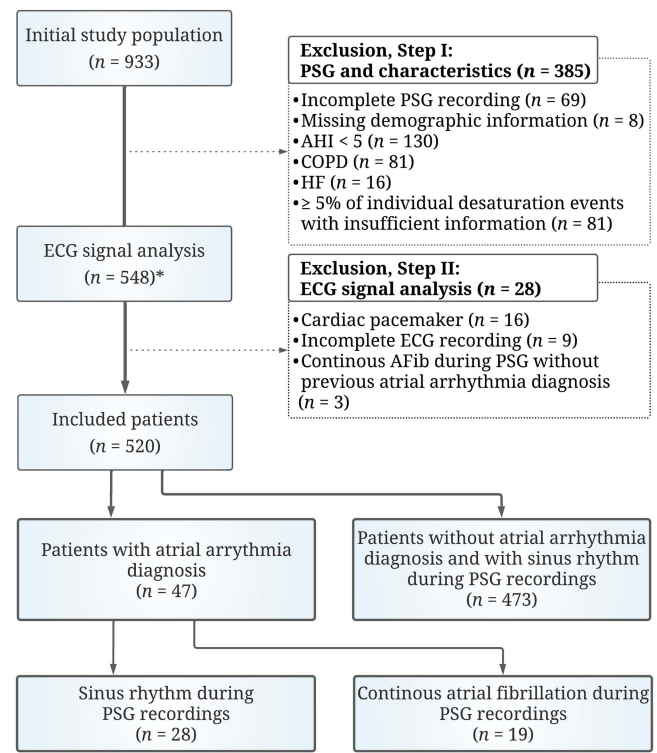 Initial study population
(n = 933)
Exclusion, Step I:
PSG and characteristics (n = 385)
•Incomplete PSG recording (n = 69)
•Missing demographic information (n = 8)
•AHI < 5 (n = 130)
•COPD (n = 81)
•HF (n = 16)
•≥ 5% of individual desaturation events
with insufficient information (n = 81)
ECG signal analysis
(n = 548)*
Exclusion, Step II:
ECG signal analysis (n = 28)
•Cardiac pacemaker (n = 16)
•Incomplete ECG recording (n = 9)
•Continous AFib during PSG without
previous atrial arrhythmia diagnosis
(n = 3)
Included patients
(n = 520)
Patients with atrial arrythmia
diagnosis
(n = 47)
Patients without atrial arrhythmia
diagnosis and with sinus rhythm
during PSG recordings
(n = 473)
Sinus rhythm during
PSG recordings
(n = 28)
Continous atrial fibrillation during
PSG recordings
(n = 19)